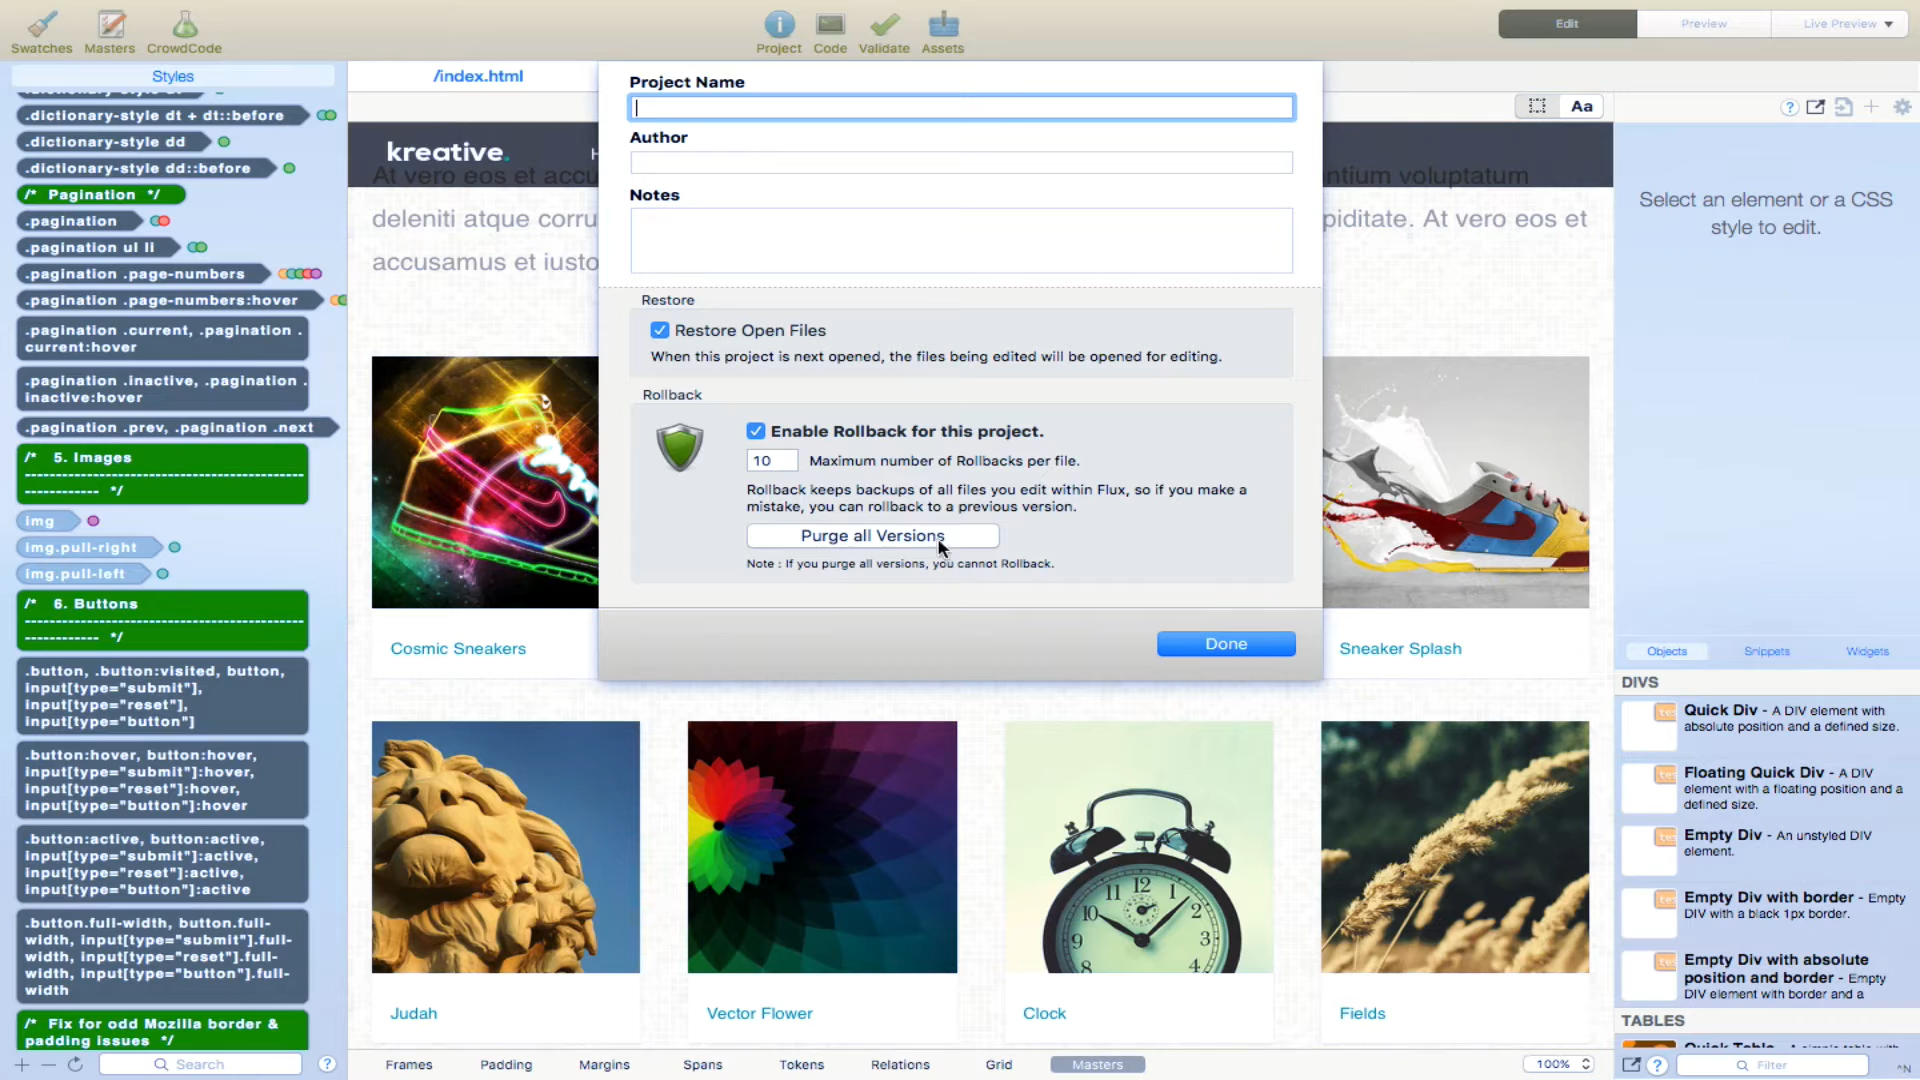 Swatches
Masters
CrowdCode
Project
Code
Validate
Assets
Edit
Preview
Live Preview
Styles
.dictionary-style dt + dt::before
.dictionary-style dd
.dictionary-style dd::before
/* Pagination */
.pagination
.pagination ul li
.pagination .page-numbers
.pagination .page-numbers:hover
.pagination .current, .pagination .
current:hover
.pagination .inactive, .pagination .
inactive:hover
.pagination .prev, .pagination .next
/* 5. Images
----------------------------------------------
------------ */
img
img.pull-right
img.pull-left
/* 6. Buttons
----------------------------------------------
------------ */
.button, .button:visited, button,
input[type="submit"],
input[type="reset"],
input[type="button"]
.button:hover, button:hover,
input[type="submit"]:hover,
input[type="reset"]:hover,
input[type="button"]:hover
.button:active, button:active,
input[type="submit"]:active,
input[type="reset"]:active,
input[type="button"]:active
.button.full-width, button.full-
width, input[type="submit"].full-
width, input[type="reset"].full-
width, input[type="button"].full-
width
/* Fix for odd Mozilla border &
padding issues */
Search
?
/index.html
Aa
kreative.
H
At vero eos et accu
ntium voluptatum
deleniti atque corru
piditate. At vero eos et
accusamus et iusto
Project Name
Author
Notes
Restore
Restore Open Files
When this project is next opened, the files being edited will be opened for editing.
Rollback
Enable Rollback for this project.
10 Maximum number of Rollbacks per file.
Rollback keeps backups of all files you edit within Flux, so if you make a
mistake, you can rollback to a previous version.
Purge all Versions
Note : If you purge all versions, you cannot Rollback.
Done
Cosmic Sneakers
Sneaker Splash
11 12 1
10 2
9 3
4
Judah
Vector Flower
Clock
Fields
Frames
Padding
Margins
Spans
Tokens
Relations
Grid
Masters
100%
?
Select an element or a CSS
style to edit.
Objects
Snippets
Widgets
DIVS
Quick Div - A DIV element with
absolute position and a defined size.
Floating Quick Div - A DIV
element with a floating position and a
defined size.
Empty Div - An unstyled DIV
element.
Empty Div with border - Empty
DIV with a black 1px border.
Empty Div with absolute
position and border - Empty
DIV element with border and a
TABLES
?
Filter
^N